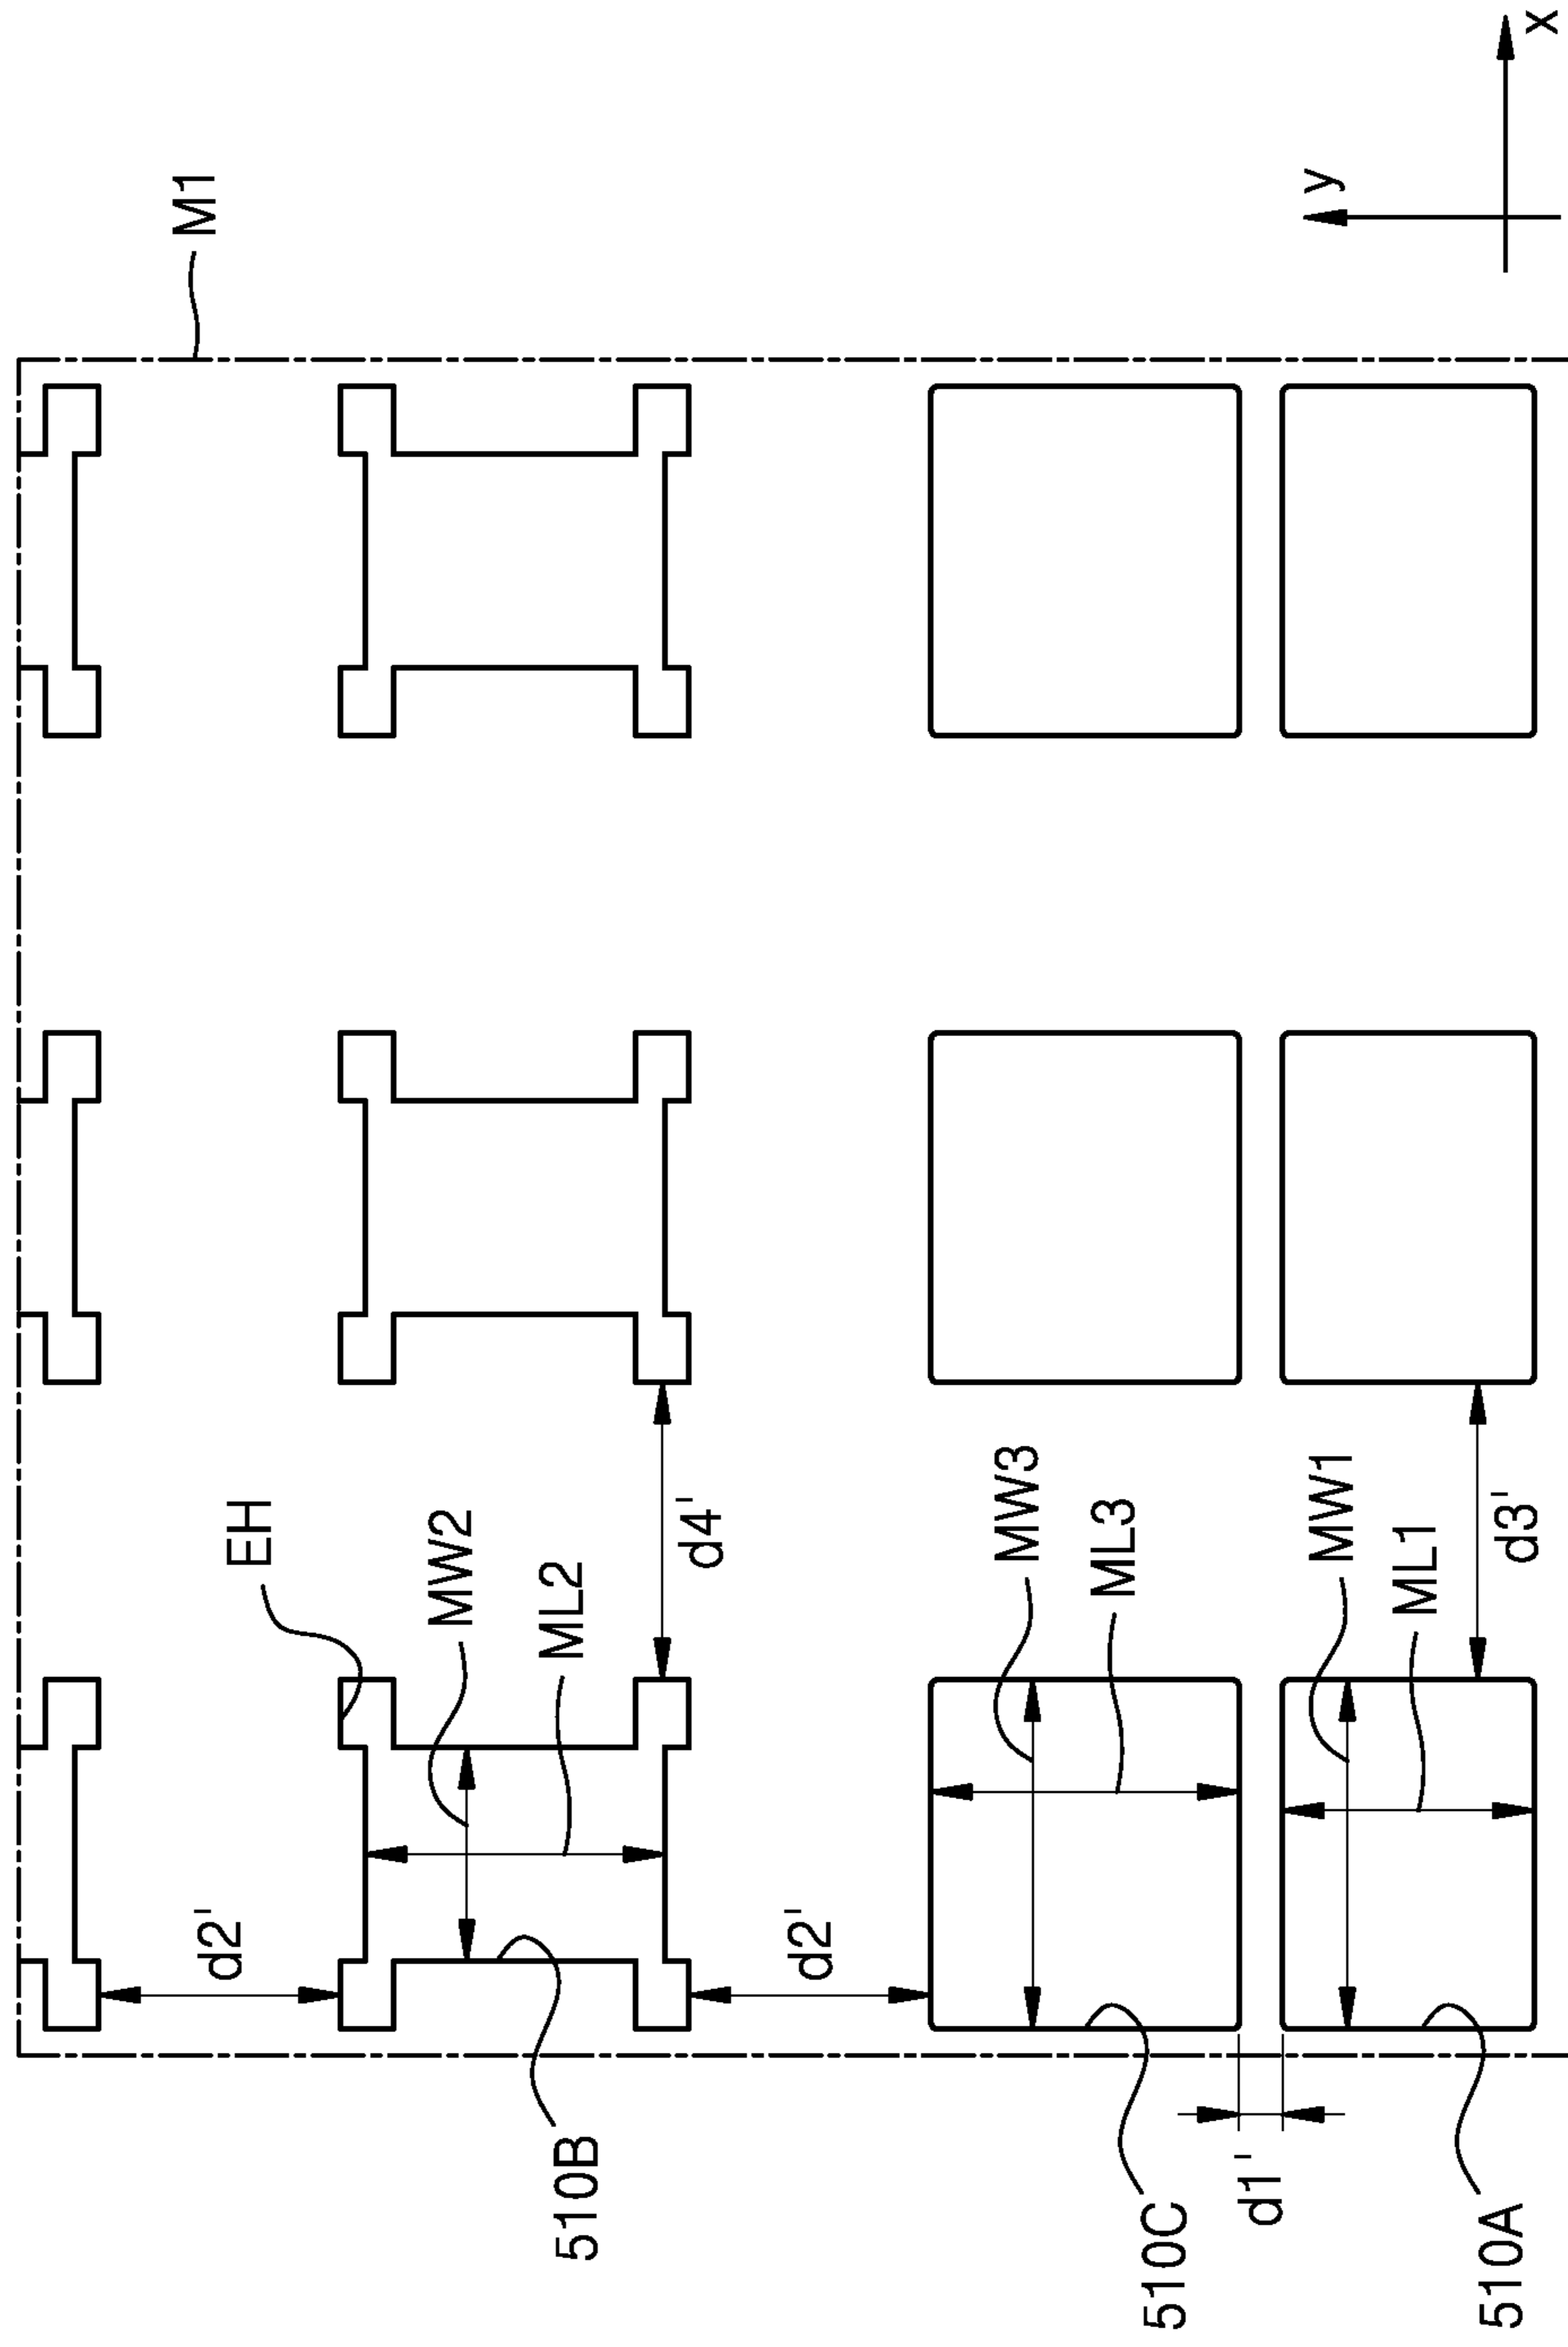 M1
d2'
EH
MW2
ML2
510B
d4'
d2'
MW3
ML3
510C
d1'
MW1
y
ML1
510A
d3'
x